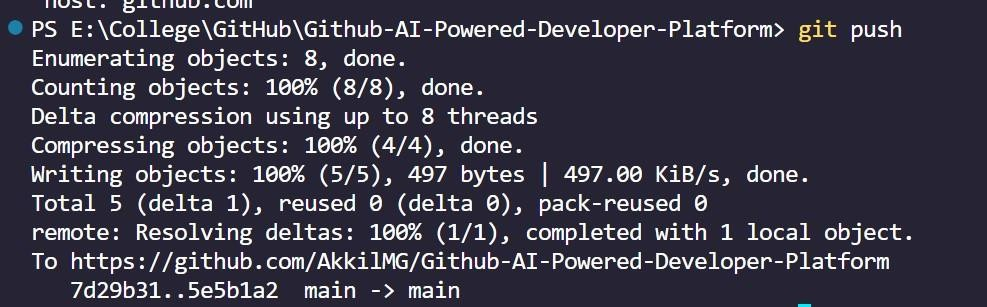 host: github.com
PS E:\College\GitHub\Github-AI-Powered-Developer-Platform> git push
Enumerating objects: 8, done.
Counting objects: 100% (8/8), done.
Delta compression using up to 8 threads
Compressing objects: 100% (4/4), done.
Writing objects: 100% (5/5), 497 bytes | 497.00 KiB/s, done.
Total 5 (delta 1), reused 0 (delta 0), pack-reused 0
remote: Resolving deltas: 100% (1/1), completed with 1 local object.
To https://github.com/AkkilMG/Github-AI-Powered-Developer-Platform
   7d29b31..5e5b1a2  main -> main